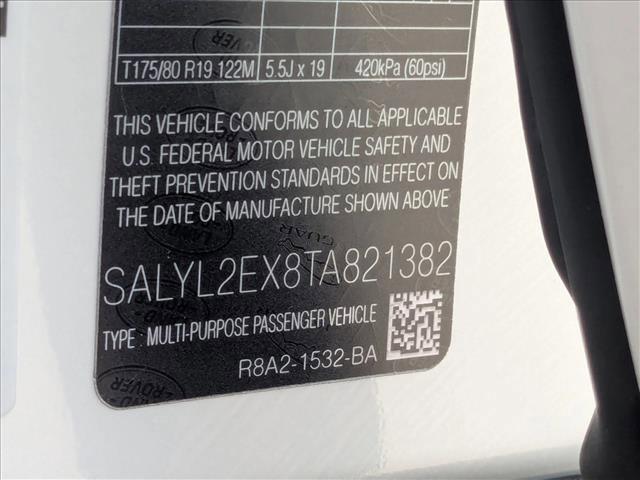 T175/80 R19 122M 5.5J x 19 420kPa (60psi)
THIS VEHICLE CONFORMS TO ALL APPLICABLE
U.S. FEDERAL MOTOR VEHICLE SAFETY AND
THEFT PREVENTION STANDARDS IN EFFECT ON
THE DATE OF MANUFACTURE SHOWN ABOVE
SALYL2EX8TA821382
TYPE : MULTI-PURPOSE PASSENGER VEHICLE
R8A2-1532-BA